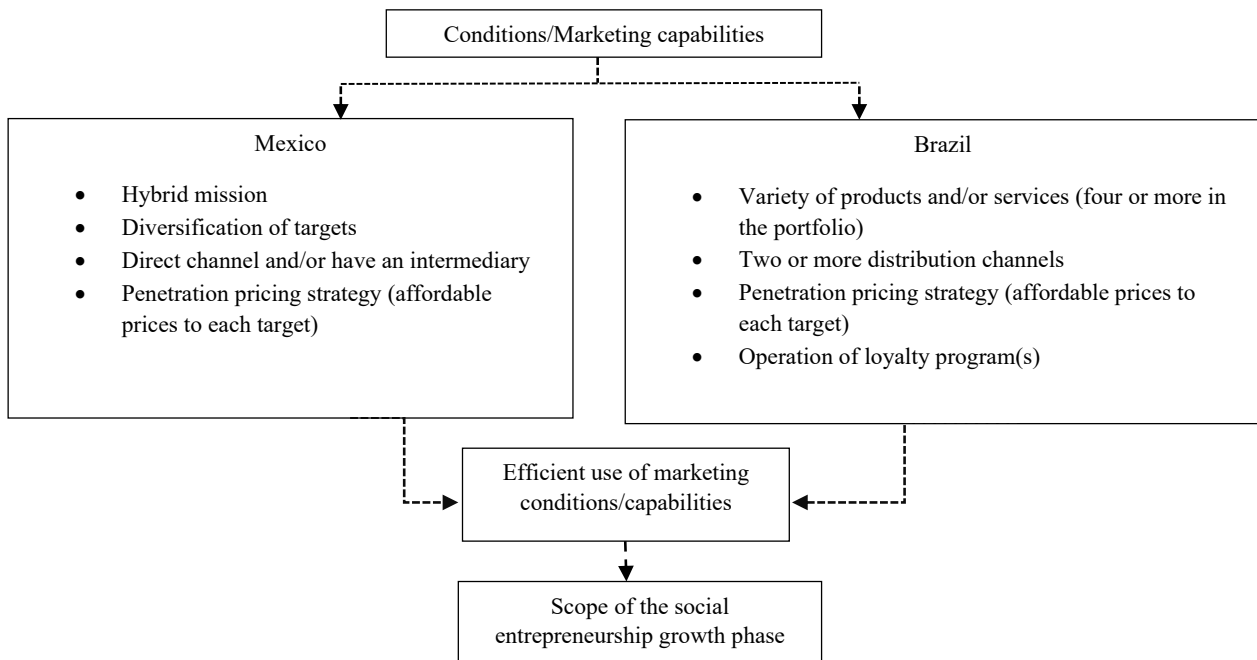 Conditions/Marketing capabilities
Mexico
• Hybrid mission
• Diversification of targets
• Direct channel and/or have an intermediary
• Penetration pricing strategy (affordable
prices to each target)
Brazil
• Variety of products and/or services (four or more in
the portfolio)
• Two or more distribution channels
• Penetration pricing strategy (affordable prices to
each target)
• Operation of loyalty program(s)
Efficient use of marketing
conditions/capabilities
Scope of the social
entrepreneurship growth phase